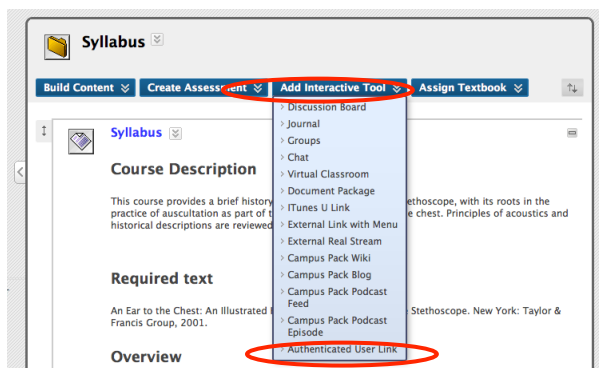 Syllabus
Build Content Create Assessment Add Interactive Tool Assign Textbook
> Discussion Board
> Journal
> Groups
> Chat
> Virtual Classroom
> Document Package
> ITunes U Link
> External Link with Menu
> External Real Stream
> Campus Pack Wiki
> Campus Pack Blog
> Campus Pack Podcast
Feed
> Campus Pack Podcast
Episode
> Authenticated User Link
Syllabus
Course Description
This course provides a brief history ethoscope, with its roots in the
practice of auscultation as part of t e chest. Principles of acoustics and
historical descriptions are reviewed
Required text
An Ear to the Chest: An Illustrated Stethoscope. New York: Taylor &
Francis Group, 2001.
Overview